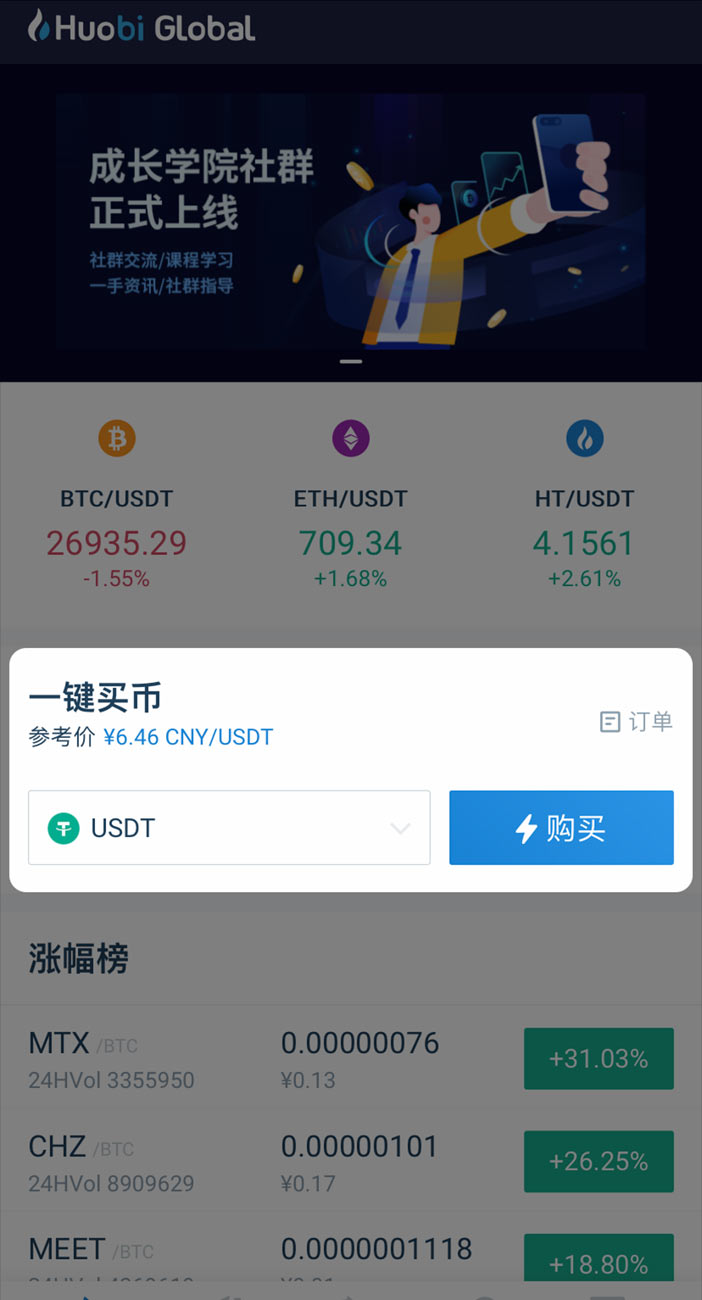 Huobi Global
成长学院社群
正式上线
社群交流/课程学习
一手资讯/社群指导
BTC/USDT
26935.29
-1.55%
ETH/USDT
709.34
+1.68%
HT/USDT
4.1561
+2.61%
一键买币
参考价 ¥6.46 CNY/USDT
订单
USDT
购买
涨幅榜
MTX /BTC
0.00000076
+31.03%
24HVol 3355950
¥0.13
CHZ /BTC
0.00000101
+26.25%
24HVol 8909629
¥0.17
MEET /BTC
0.0000001118
+18.80%